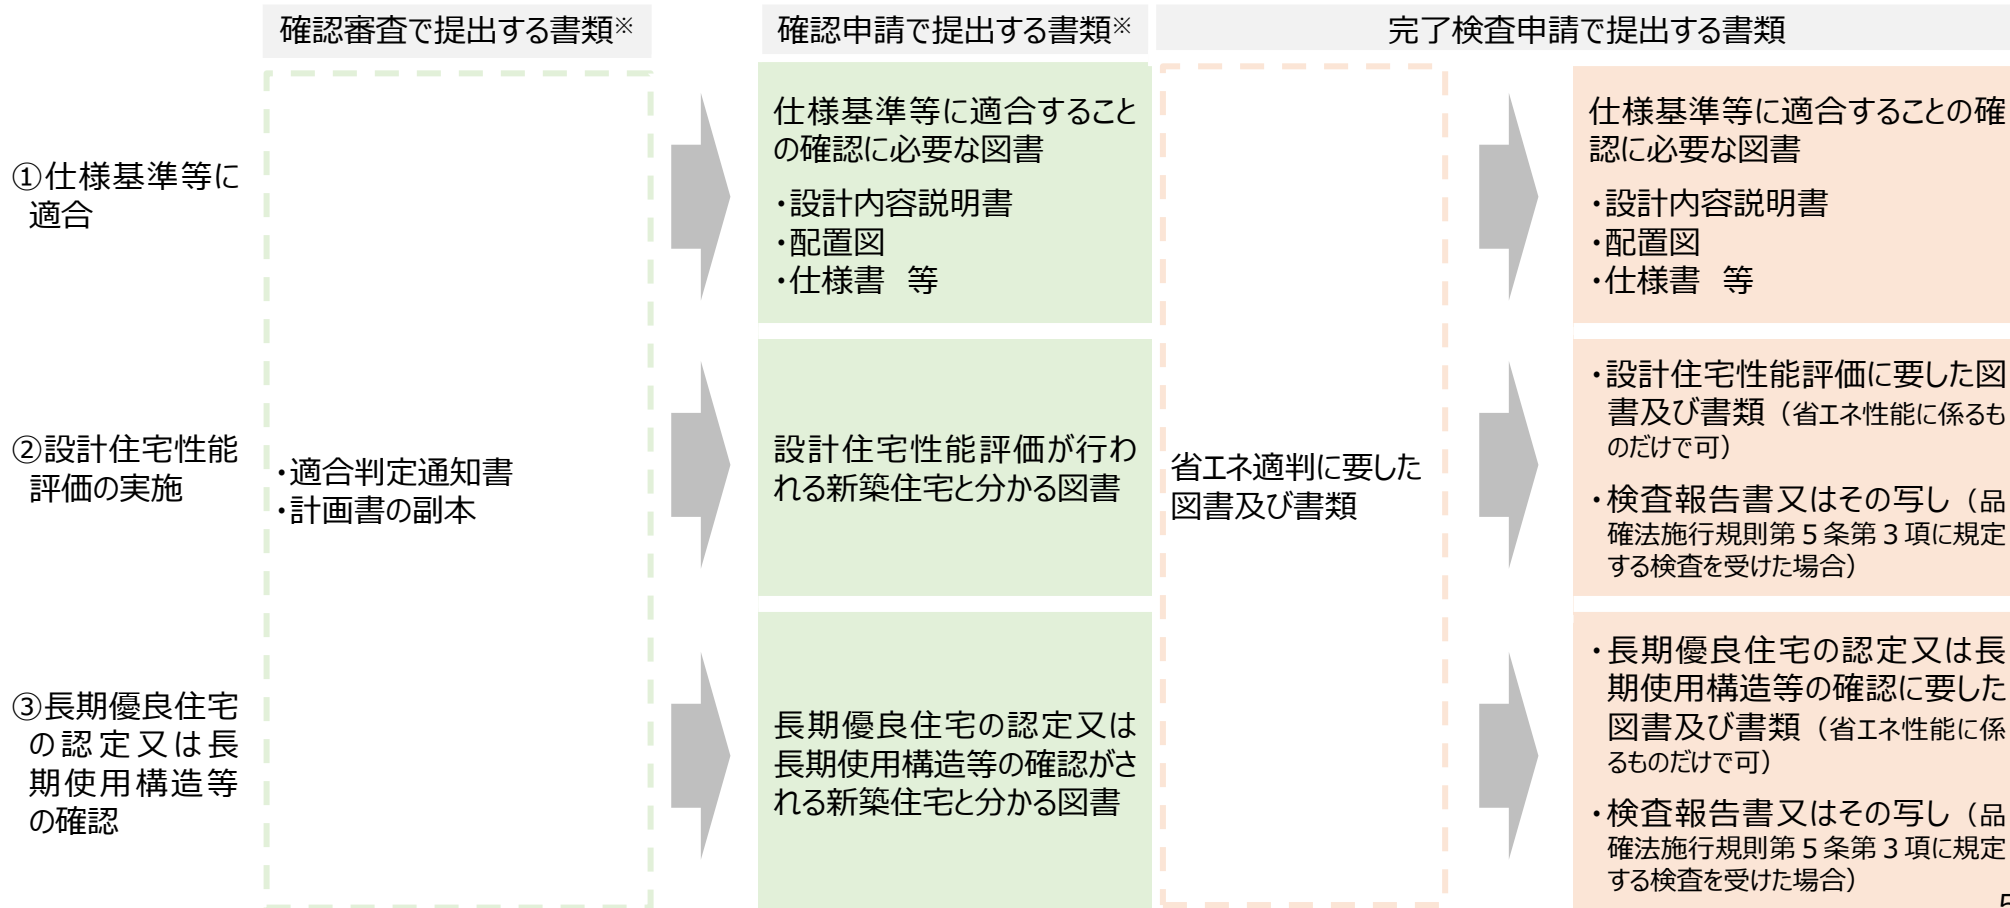 確認審査で提出する書類※
確認申請で提出する書類※
完了検査申請で提出する書類
①仕様基準等に
適合
仕様基準等に適合すること
の確認に必要な図書
・設計内容説明書
・配置図
・仕様書 等
仕様基準等に適合することの確
認に必要な図書
・設計内容説明書
・配置図
・仕様書 等
②設計住宅性能
評価の実施
・適合判定通知書
・計画書の副本
設計住宅性能評価が行わ
れる新築住宅と分かる図書
省エネ適判に要した
図書及び書類
・設計住宅性能評価に要した図
書及び書類（省エネ性能に係るも
のだけで可）
・検査報告書又はその写し（品
確法施行規則第５条第３項に規定
する検査を受けた場合）
③長期優良住宅
の認定又は長
期使用構造等
の確認
長期優良住宅の認定又は
長期使用構造等の確認がさ
れる新築住宅と分かる図書
・長期優良住宅の認定又は長
期使用構造等の確認に要した
図書及び書類（省エネ性能に係
るものだけで可）
・検査報告書又はその写し（品
確法施行規則第５条第３項に規定
する検査を受けた場合）